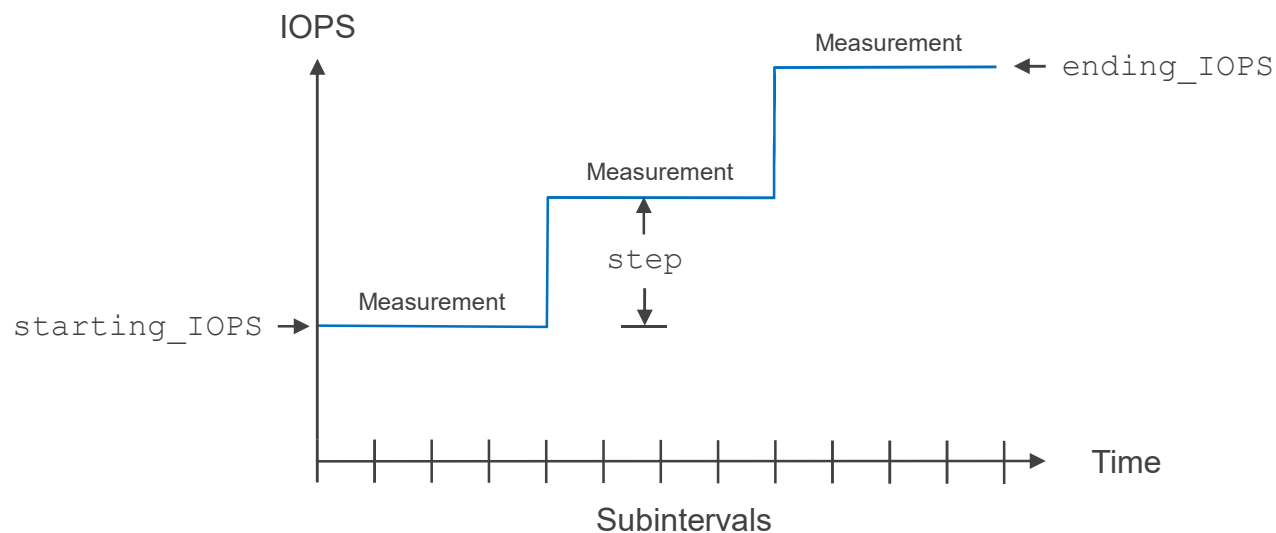 IOPS
Measurement
ending_IOPS
Measurement
step
Measurement
starting_IOPS
Time
Subintervals